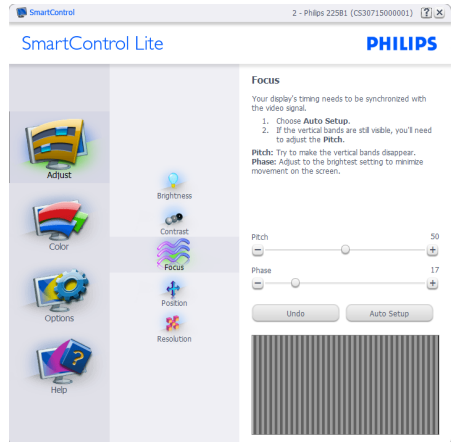 SmartControl
2 - Philips 225B1 (CS30715000001)
?
SmartControl Lite
PHILIPS
Adjust
Color
Options
Help
Brightness
Contrast
Focus
Position
Resolution
Focus
Your display's timing needs to be synchronized with
the video signal.
1. Choose Auto Setup.
2. If the vertical bands are still visible, you'll need
to adjust the Pitch.
Pitch: Try to make the vertical bands disappear.
Phase: Adjust to the brightest setting to minimize
movement on the screen.
Pitch 50
Phase 17
Undo Auto Setup